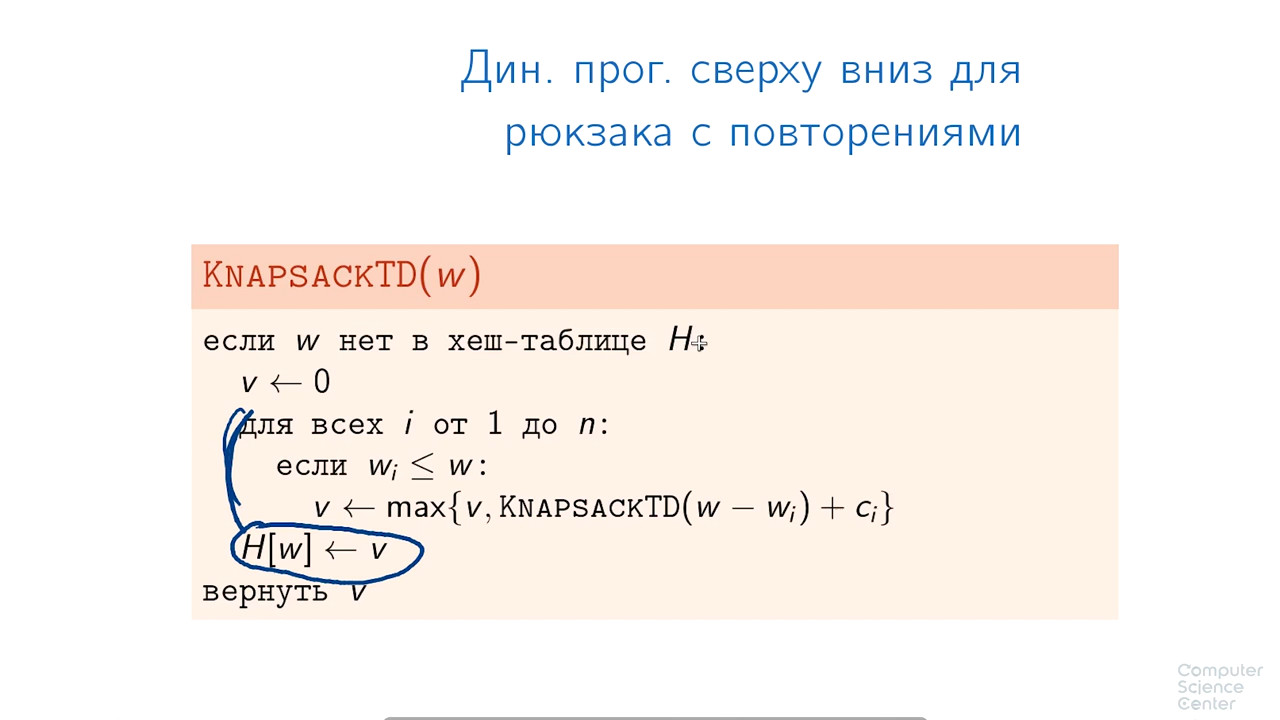 Дин. прог. сверху вниз для
рюкзака с повторениями
KNAPSACKTD(w)
если w нет в хеш-таблице H:
v ← 0
для всех i от 1 до n:
если wᵢ ≤ w:
v ← max{v, KNAPSACKTD(w − wᵢ) + cᵢ}
H[w] ← v
вернуть v
Computer
Science
Center